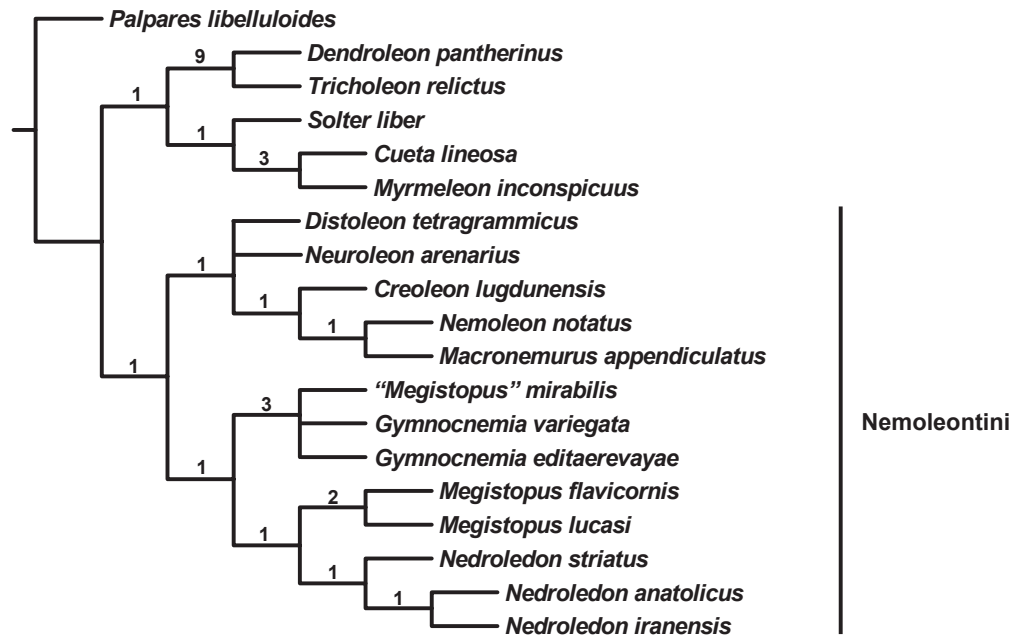 Palpares libelluloides
9
Dendroleon pantherinus
1
Tricholeon relictus
1
Solter liber
3
Cueta lineosa
Myrmeleon inconspicuus
Distoleon tetragrammicus
1
Neuroleon arenarius
1
Creoleon lugdunensis
1
Nemoleon notatus
Macronemurus appendiculatus
1
3
“Megistopus” mirabilis
Gymnocnemia variegata
Nemoleontini
Gymnocnemia editaerevayae
1
2
Megistopus flavicornis
Megistopus lucasi
1
Nedroledon striatus
1
1
Nedroledon anatolicus
Nedroledon iranensis